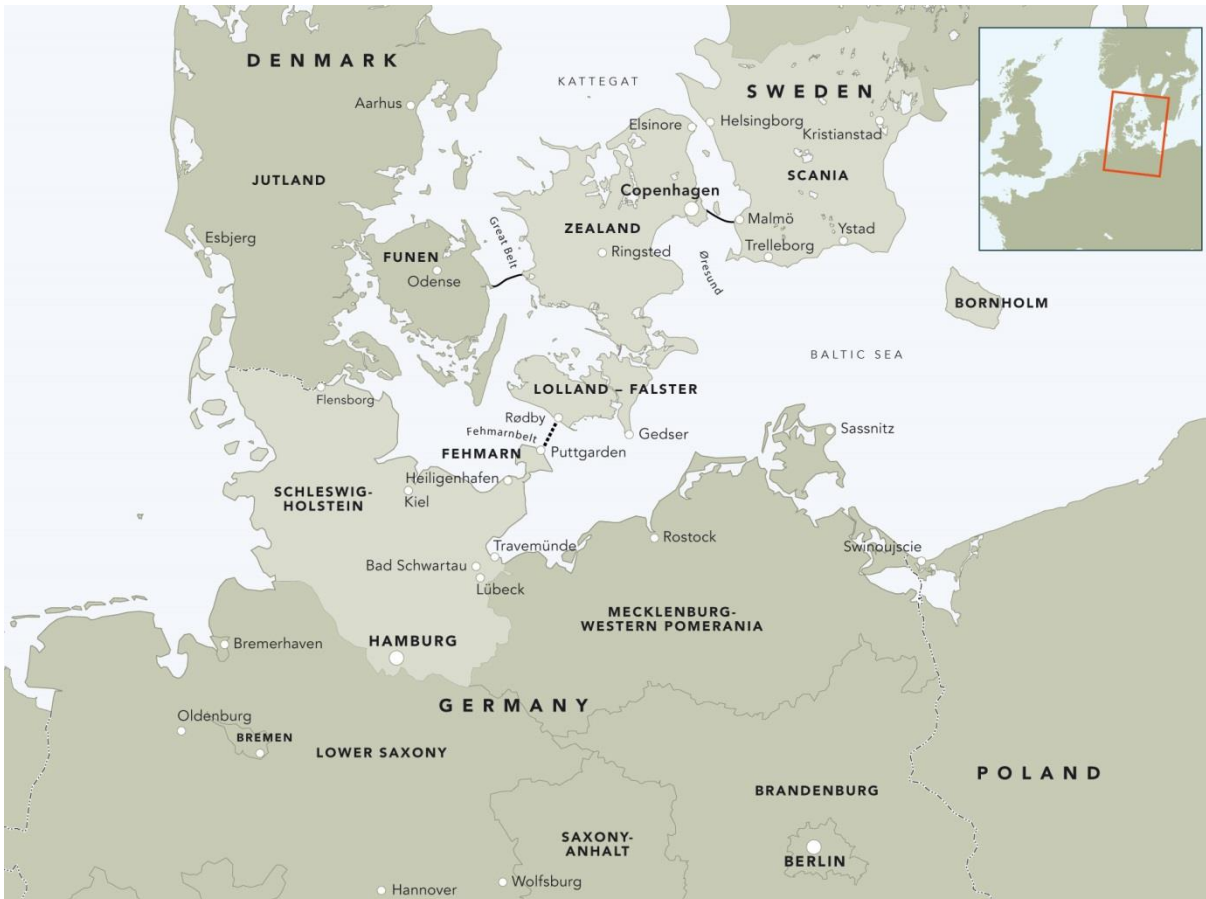 DENMARK
KATTEGAT
SWEDEN
Aarhus
Elsinore
Helsingborg
Kristianstad
JUTLAND
SCANIA
Copenhagen
Malmö
Ystad
Trelleborg
ZEALAND
Ringsted
Great Belt
Øresund
Esbjerg
FUNEN
Odense
BORNHOLM
BALTIC SEA
Flensborg
LOLLAND – FALSTER
Rødby
Fehmarnbelt
Gedser
Sassnitz
FEHMARN
Puttgarden
Heiligenhafen
Kiel
SCHLESWIG-
HOLSTEIN
Travemünde
Rostock
Swinoujscie
Bad Schwartau
Lübeck
MECKLENBURG-
WESTERN POMERANIA
Bremerhaven
HAMBURG
GERMANY
Oldenburg
BREMEN
LOWER SAXONY
POLAND
BRANDENBURG
SAXONY-
ANHALT
BERLIN
Hannover
Wolfsburg